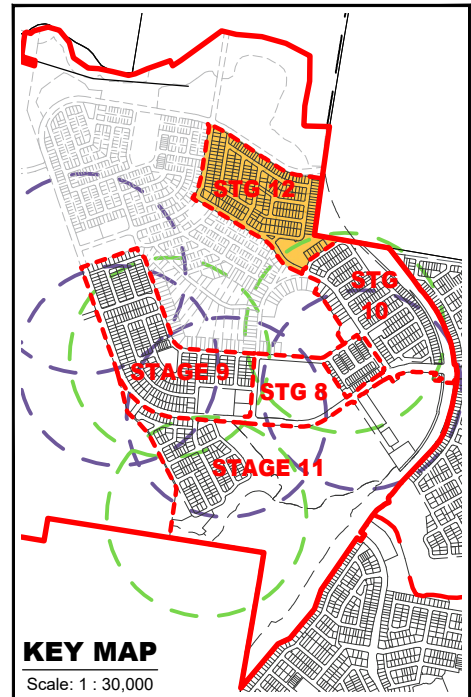 STG 12
STG
10
STAGE 9
STG 8
STAGE 11
KEY MAP
Scale: 1 : 30,000